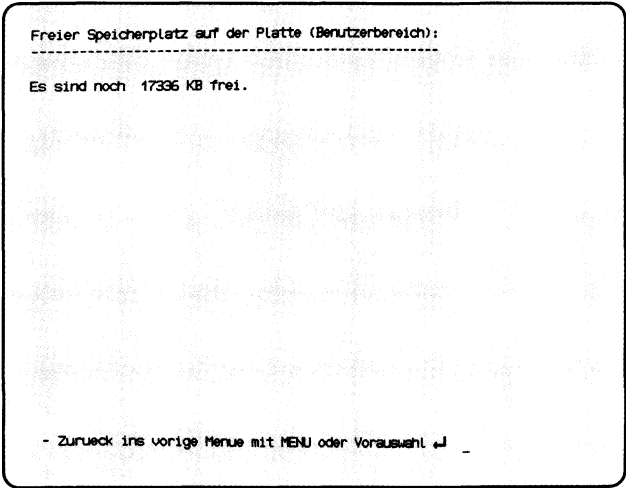 Freier Speicherplatz auf der Platte (Benutzerbereich):
------------------------------------------------------
Es sind noch  17336 KB frei.
- Zurueck ins vorige Menue mit MENU oder Vorauswahl ↵ _